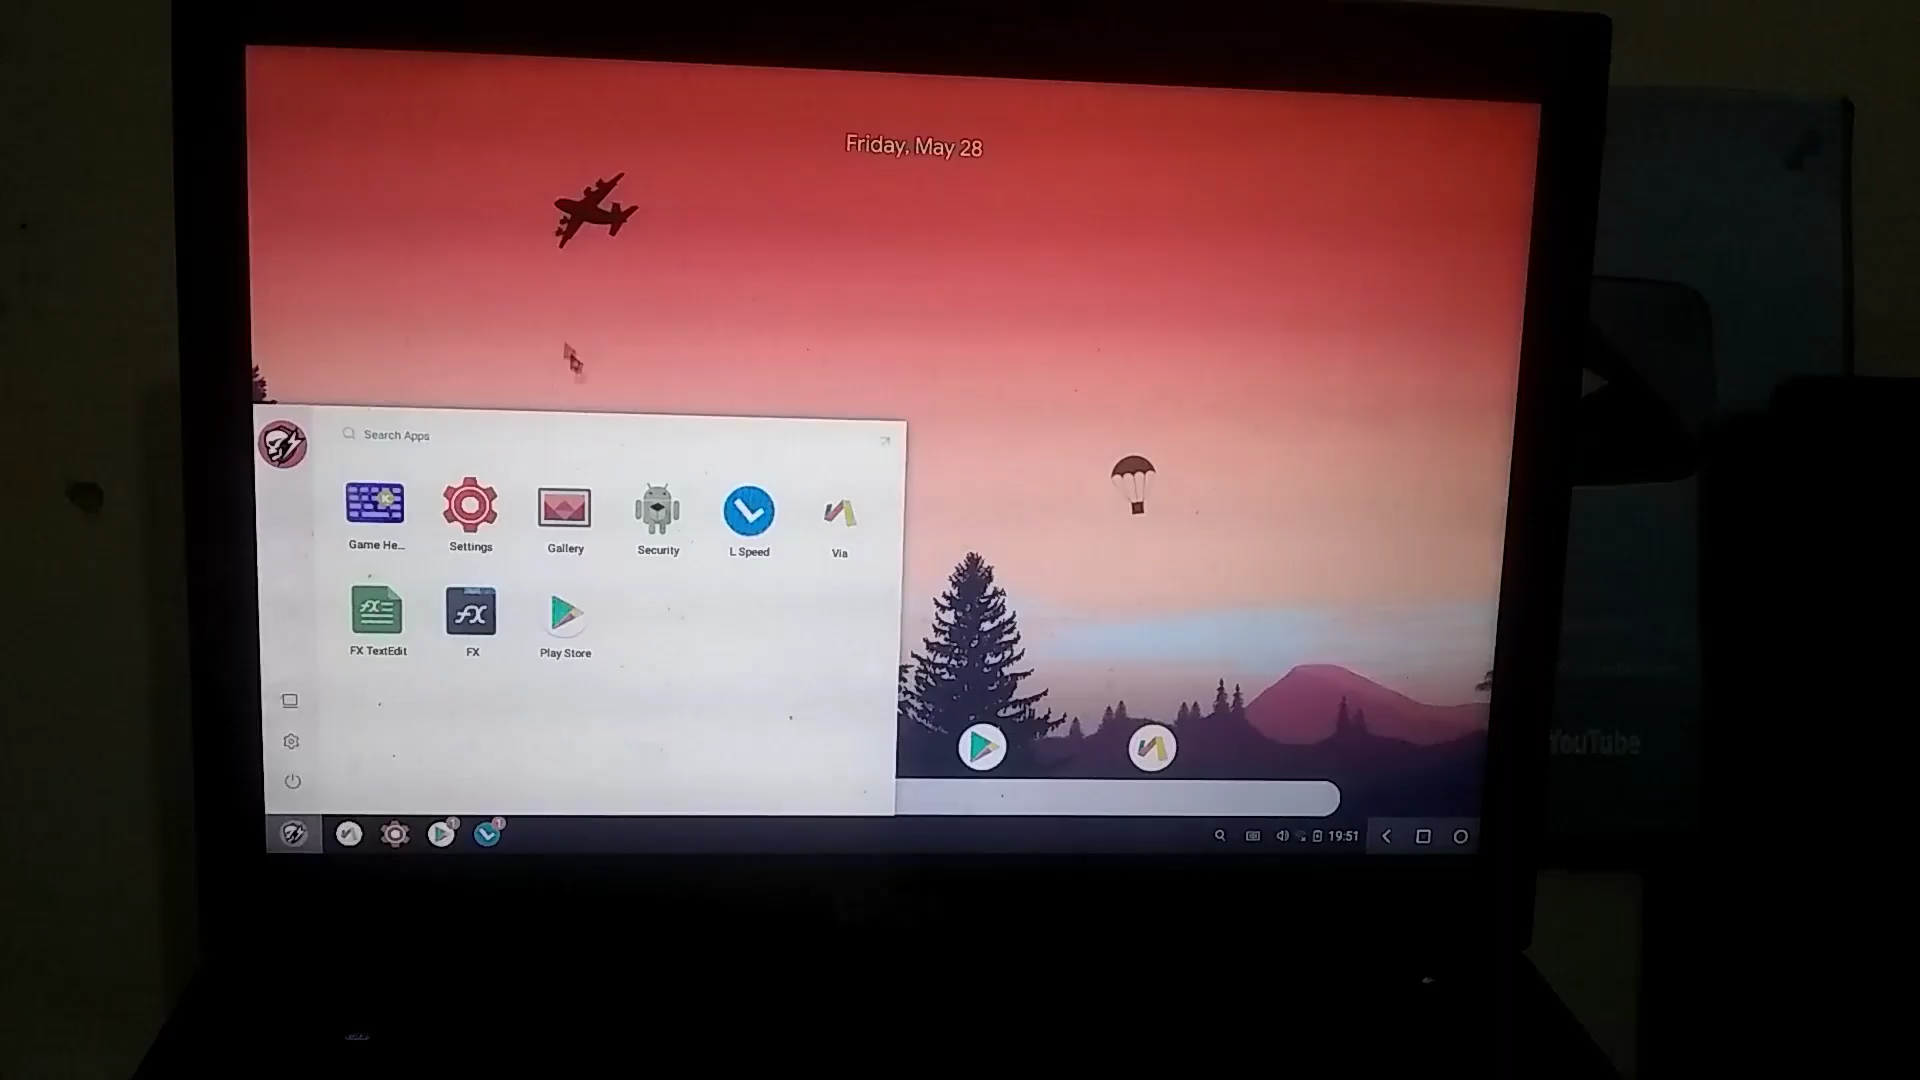 Friday, May 28
Search Apps
Game He...
Settings
Gallery
Security
L Speed
Via
FX TextEdit
FX
Play Store
YouTube
19:51